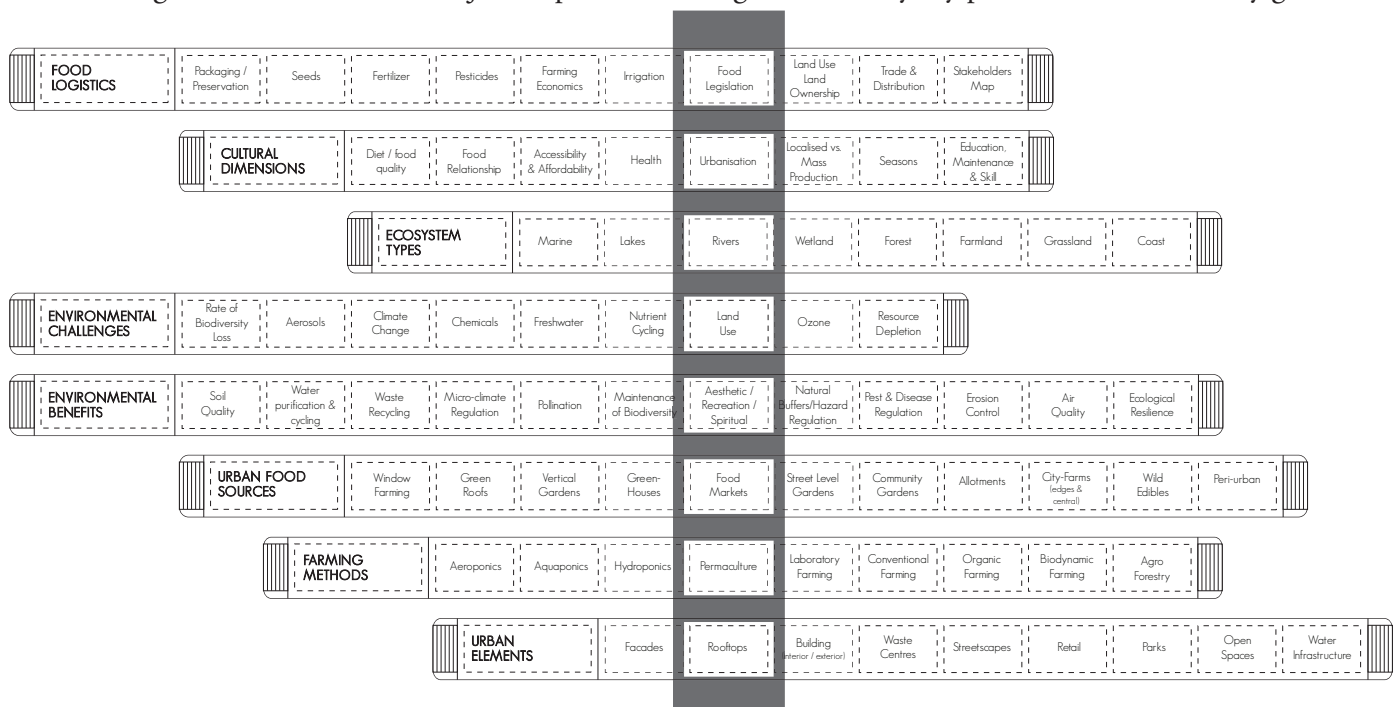 FOOD
LOGISTICS
Packaging /
Preservation
Seeds
Fertilizer
Pesticides
Farming
Economics
Irrigation
Food
Legislation
Land Use
Land
Ownership
Trade &
Distribution
Stakeholders
Map
CULTURAL
DIMENSIONS
Diet / food
quality
Food
Relationship
Accessibility
& Affordability
Health
Urbanisation
Localised vs.
Mass
Production
Seasons
Education,
Maintenance
& Skill
ECOSYSTEM
TYPES
Marine
Lakes
Rivers
Wetland
Forest
Farmland
Grassland
Coast
ENVIRONMENTAL
CHALLENGES
Rate of
Biodiversity
Loss
Aerosols
Climate
Change
Chemicals
Freshwater
Nutrient
Cycling
Land
Use
Ozone
Resource
Depletion
ENVIRONMENTAL
BENEFITS
Soil
Quality
Water
purification &
cycling
Waste
Recycling
Micro-climate
Regulation
Pollination
Maintenance
of Biodiversity
Aesthetic /
Recreation /
Spiritual
Natural
Buffers/Hazard
Regulation
Pest & Disease
Regulation
Erosion
Control
Air
Quality
Ecological
Resilience
URBAN FOOD
SOURCES
Window
Farming
Green
Roofs
Vertical
Gardens
Green-
Houses
Food
Markets
Street Level
Gardens
Community
Gardens
Allotments
City-Farms
(edges &
central)
Wild
Edibles
Peri-urban
FARMING
METHODS
Aeroponics
Aquaponics
Hydroponics
Permaculture
Laboratory
Farming
Conventional
Farming
Organic
Farming
Biodynamic
Farming
Agro
Forestry
URBAN
ELEMENTS
Facades
Rooftops
Building
(interior / exterior)
Waste
Centres
Streetscapes
Retail
Parks
Open
Spaces
Water
Infrastructure